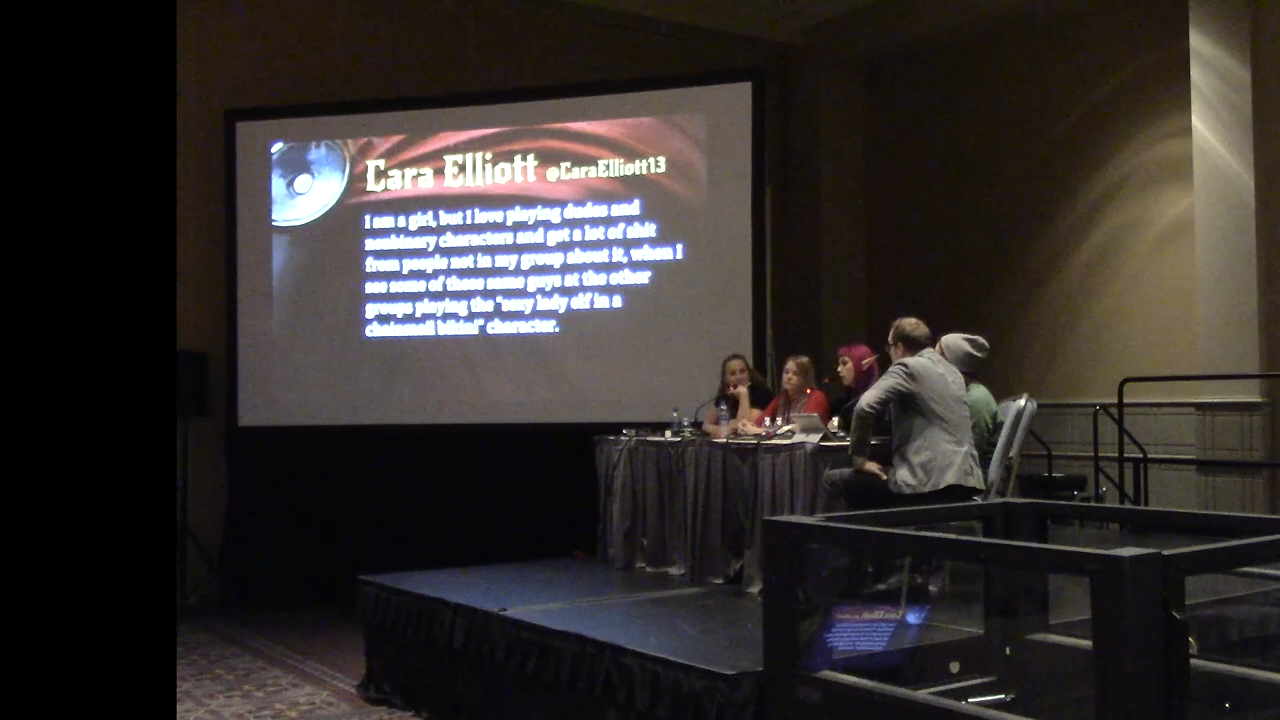 Cara Elliott @CaraElliott13
I am a girl, but I love playing dudes and
nonbinary characters and get a lot of shit
from people not in my group about it, when I
see some of those same guys at the other
groups playing the "sexy lady elf in a
chainmail bikini" character.